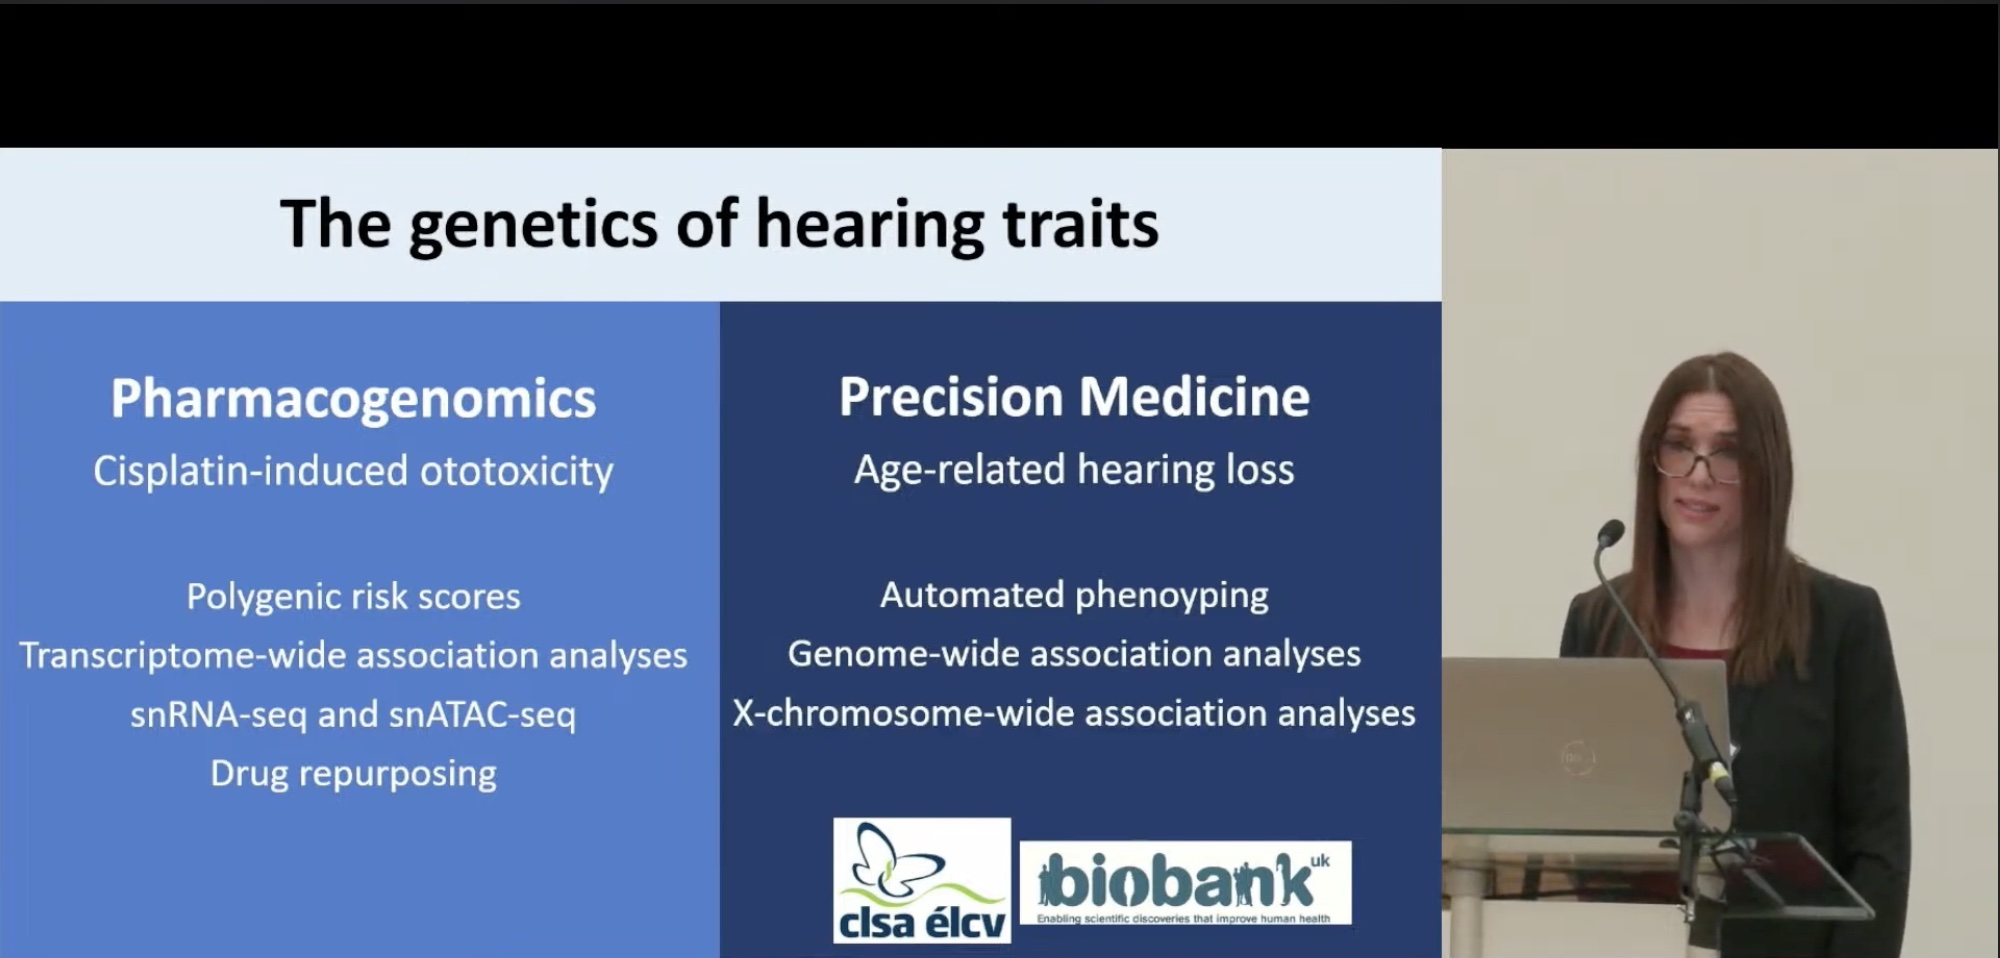 The genetics of hearing traits
Pharmacogenomics
Cisplatin-induced ototoxicity
Polygenic risk scores
Transcriptome-wide association analyses
snRNA-seq and snATAC-seq
Drug repurposing
Precision Medicine
Age-related hearing loss
Automated phenoyping
Genome-wide association analyses
X-chromosome-wide association analyses
clsa élcv
biobank uk
Enabling scientific discoveries that improve human health